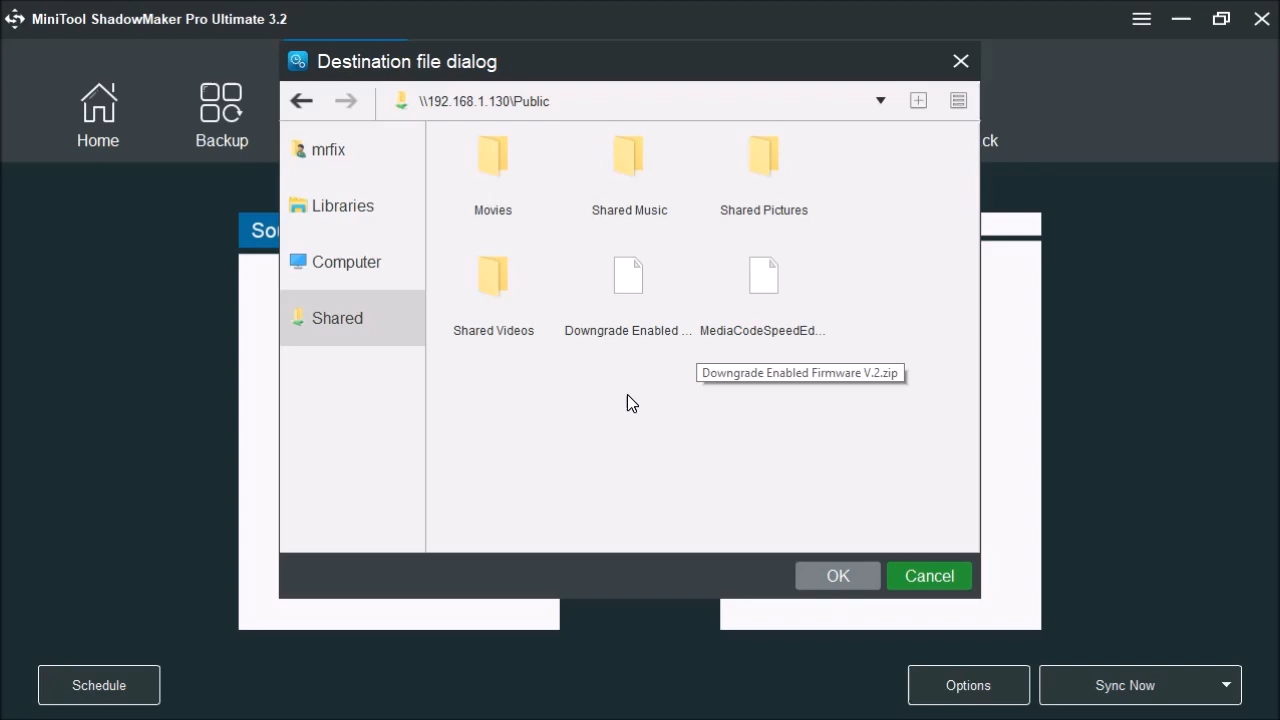 MiniTool ShadowMaker Pro Ultimate 3.2
Destination file dialog
\\192.168.1.130\Public
Home
Backup
ck
mrfix
Libraries
Computer
Shared
Movies
Shared Music
Shared Pictures
Shared Videos
Downgrade Enabled ...
MediaCodeSpeedEd...
Downgrade Enabled Firmware V.2.zip
Sou
OK
Cancel
Schedule
Options
Sync Now